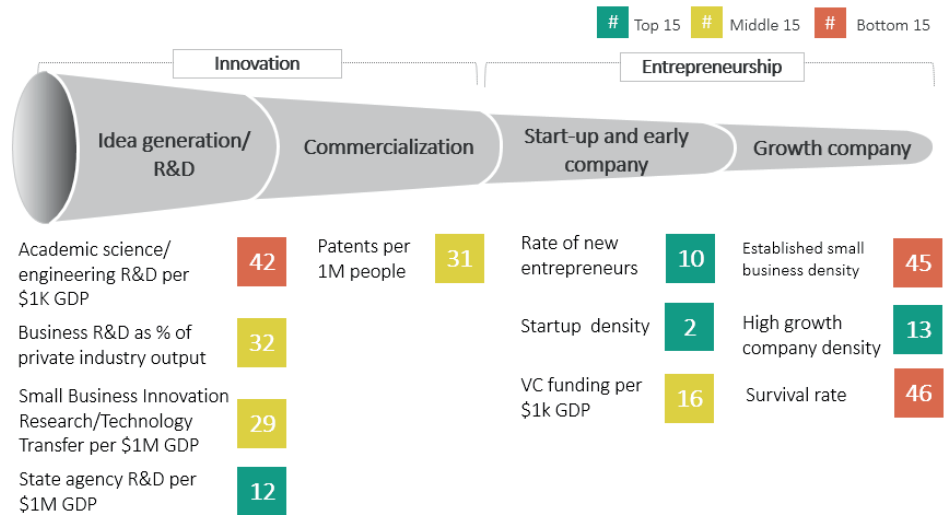 # Top 15 # Middle 15 # Bottom 15
Innovation
Entrepreneurship
Idea generation/
R&D
Commercialization
Start-up and early
company
Growth company
Academic science/
engineering R&D per
$1K GDP
42
Business R&D as % of
private industry output
32
Small Business Innovation
Research/Technology
Transfer per $1M GDP
29
State agency R&D per
$1M GDP
12
Patents per
1M people
31
Rate of new
entrepreneurs
10
Startup density
2
VC funding per
$1k GDP
16
Established small
business density
45
High growth
company density
13
Survival rate
46